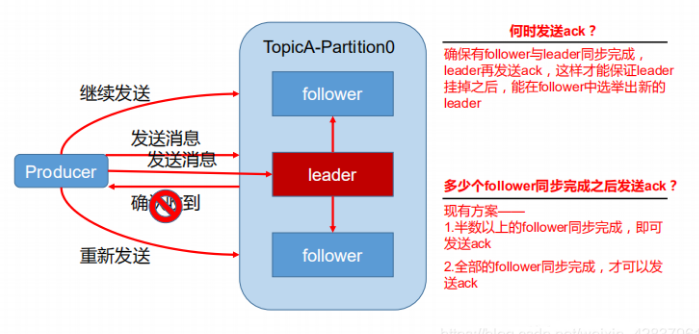 TopicA-Partition0
follower
leader
follower
Producer
继续发送
发送消息
发送消息
确认收到
重新发送
何时发送ack？
确保有follower与leader同步完成，
leader再发送ack，这样才能保证leader
挂掉之后，能在follower中选举出新的
leader
多少个follower同步完成之后发送ack？
现有方案——
1.半数以上的follower同步完成，即可
发送ack
2.全部的follower同步完成，才可以发
送ack